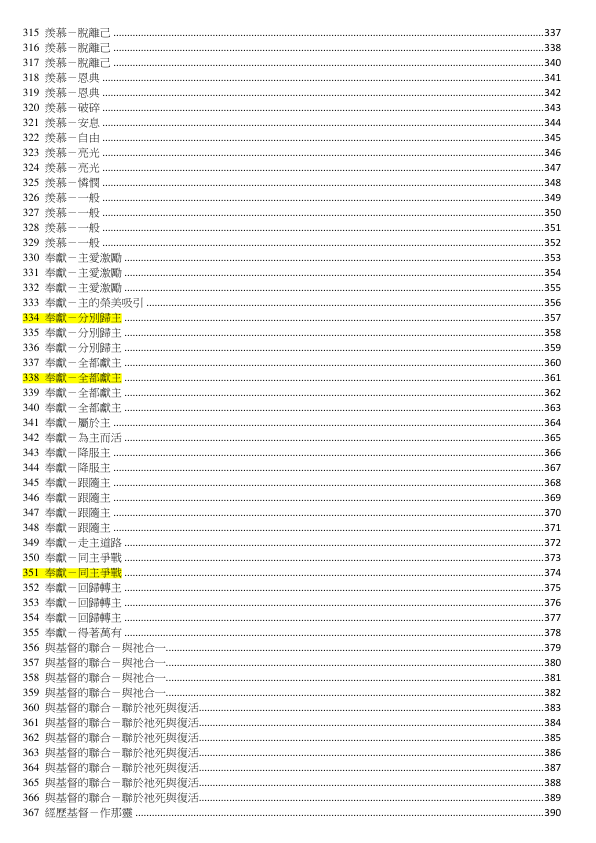 315 羨慕－脫離己 337
316 羨慕－脫離己 338
317 羨慕－脫離己 340
318 羨慕－恩典 341
319 羨慕－恩典 342
320 羨慕－破碎 343
321 羨慕－安息 344
322 羨慕－自由 345
323 羨慕－亮光 346
324 羨慕－亮光 347
325 羨慕－憐憫 348
326 羨慕－一般 349
327 羨慕－一般 350
328 羨慕－一般 351
329 羨慕－一般 352
330 奉獻－主愛激勵 353
331 奉獻－主愛激勵 354
332 奉獻－主愛激勵 355
333 奉獻－主的榮美吸引 356
334 奉獻－分別歸主 357
335 奉獻－分別歸主 358
336 奉獻－分別歸主 359
337 奉獻－全都獻主 360
338 奉獻－全都獻主 361
339 奉獻－全都獻主 362
340 奉獻－全都獻主 363
341 奉獻－屬於主 364
342 奉獻－為主而活 365
343 奉獻－降服主 366
344 奉獻－降服主 367
345 奉獻－跟隨主 368
346 奉獻－跟隨主 369
347 奉獻－跟隨主 370
348 奉獻－跟隨主 371
349 奉獻－走主道路 372
350 奉獻－同主爭戰 373
351 奉獻－同主爭戰 374
352 奉獻－回歸轉主 375
353 奉獻－回歸轉主 376
354 奉獻－回歸轉主 377
355 奉獻－得著萬有 378
356 與基督的聯合－與祂合一 379
357 與基督的聯合－與祂合一 380
358 與基督的聯合－與祂合一 381
359 與基督的聯合－與祂合一 382
360 與基督的聯合－聯於祂死與復活 383
361 與基督的聯合－聯於祂死與復活 384
362 與基督的聯合－聯於祂死與復活 385
363 與基督的聯合－聯於祂死與復活 386
364 與基督的聯合－聯於祂死與復活 387
365 與基督的聯合－聯於祂死與復活 388
366 與基督的聯合－聯於祂死與復活 389
367 經歷基督－作那靈 390